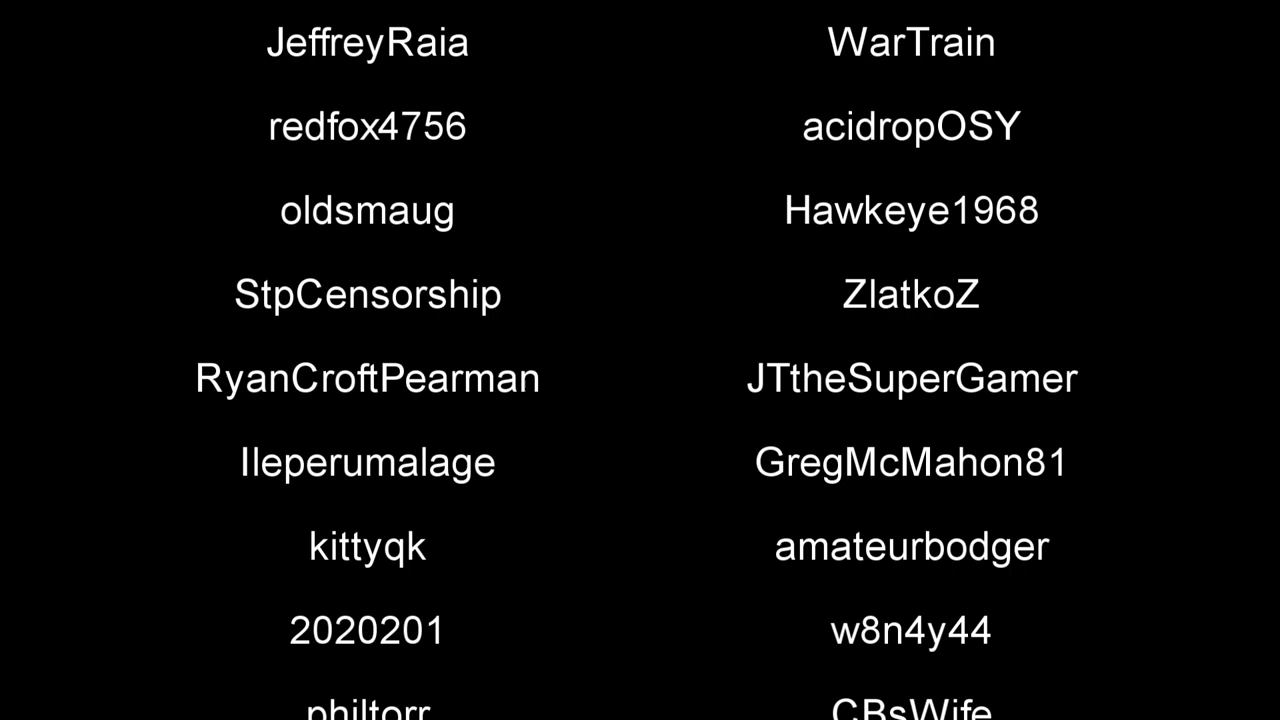 JeffreyRaia
WarTrain
redfox4756
acidropOSY
oldsmaug
Hawkeye1968
StpCensorship
ZlatkoZ
RyanCroftPearman
JTtheSuperGamer
Ileperumalage
GregMcMahon81
kittyqk
amateurbodger
2020201
w8n4y44
philtorr
CBsWife